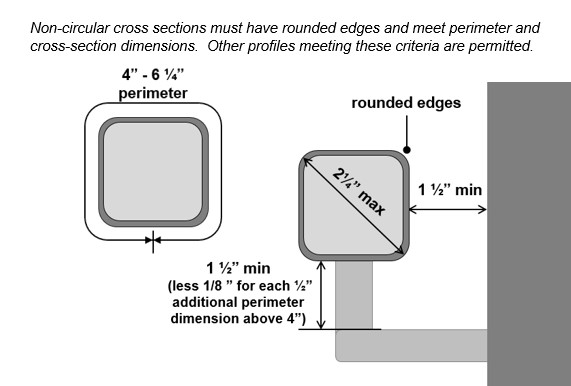 Non-circular cross sections must have rounded edges and meet perimeter and
cross-section dimensions.  Other profiles meeting these criteria are permitted.
4” - 6 ¼”
perimeter
rounded edges
2¼” max
1 ½” min
1 ½” min
(less 1/8 ” for each ½”
additional perimeter
dimension above 4”)